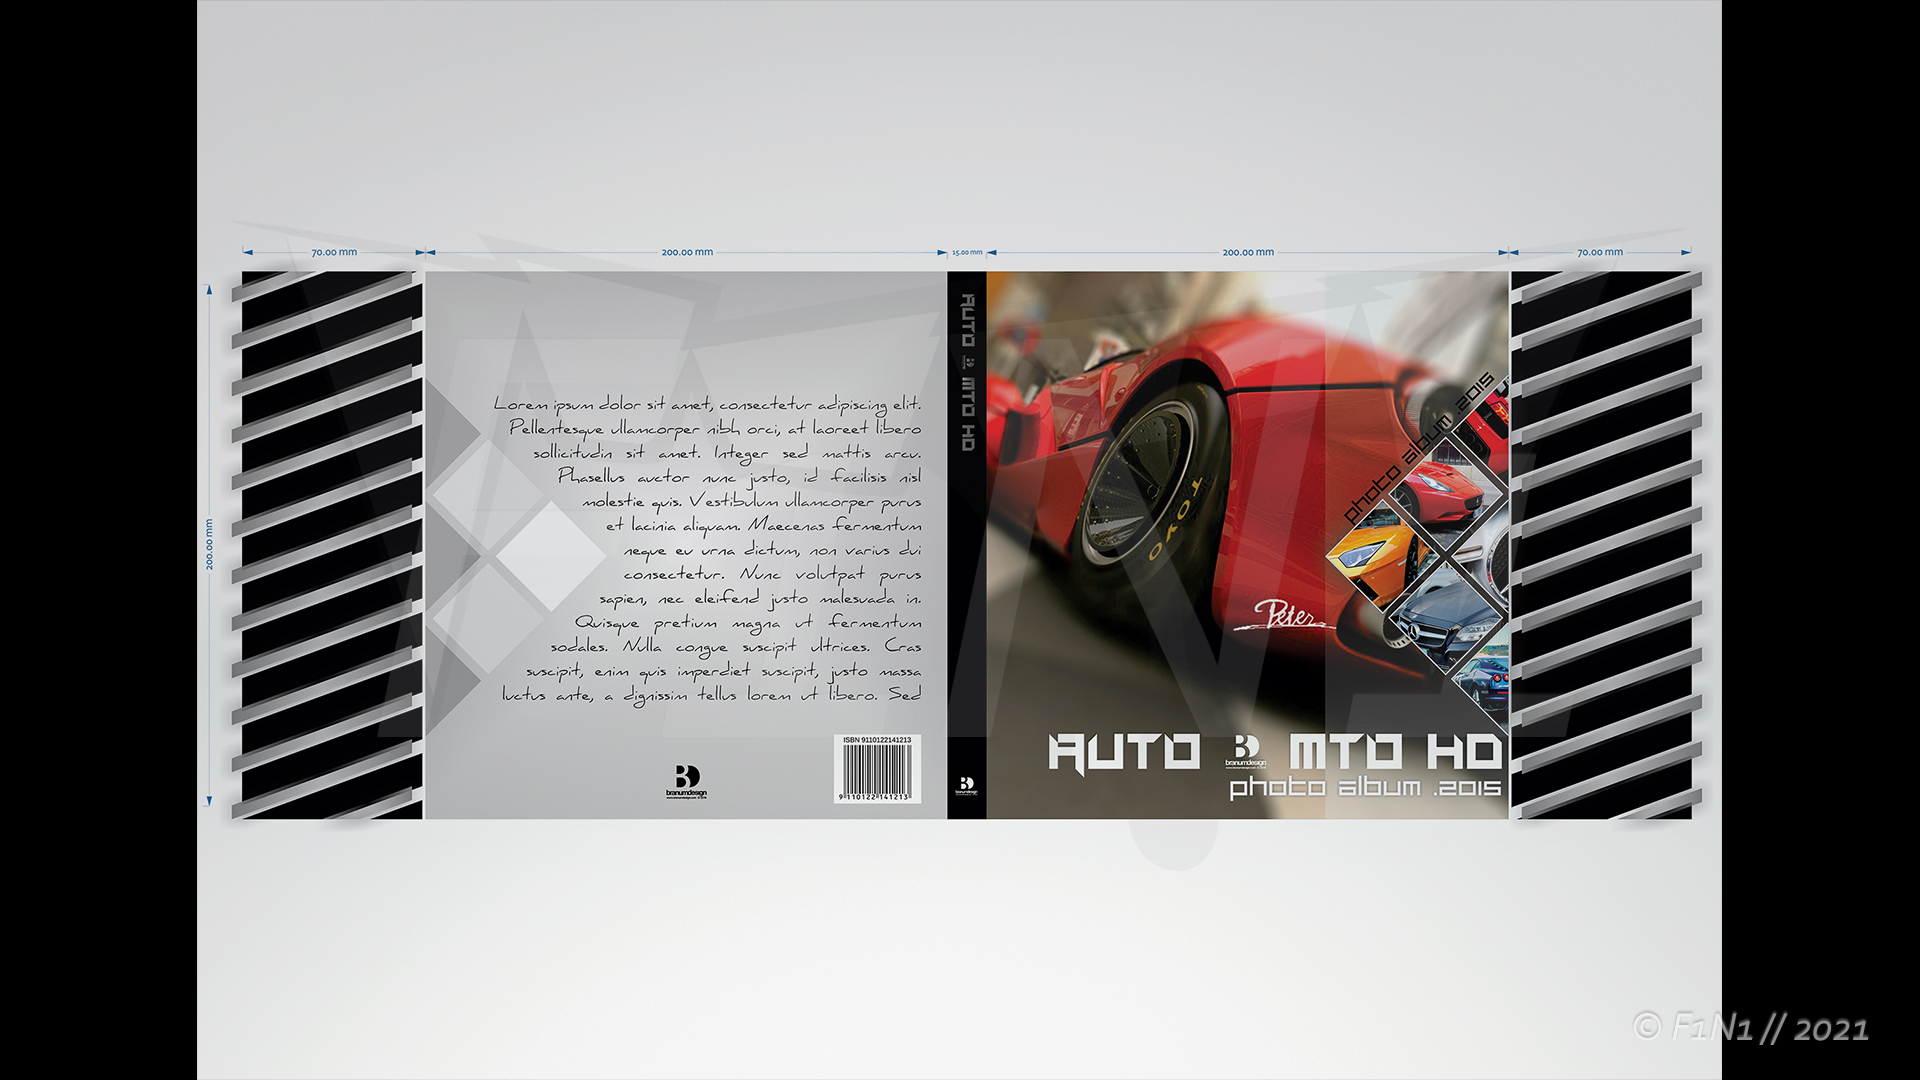 70.00 mm
200.00 mm
15.00 mm
200.00 mm
70.00 mm
200.00 mm
Lorem ipsum dolor sit amet, consectetur adipiscing elit.
Pellentesque ullamcorper nibh orci, at laoreet libero
sollicitudin sit amet. Integer sed mattis arcu.
Phasellus auctor nunc justo, id facilisis nisl
molestie quis. Vestibulum ullamcorper purus
et lacinia aliquam. Maecenas fermentum
neque eu urna dictum, non varius dui
consectetur. Nunc volutpat purus
sapien, nec eleifend justo malesuada in.
Quisque pretium magna ut fermentum
sodales. Nulla congue suscipit ultrices. Cras
suscipit, enim quis imperdiet suscipit, justo massa
luctus ante, a dignissim tellus lorem ut libero. Sed
branumdesign
ISBN 9110122141213
9 110122 141213
AUTO B MTO HD
branumdesign
TOYO
Peter
photo album .2015
AUTO B MTO HD
branumdesign
photo album .2015
F1N1
© F1N1 // 2021